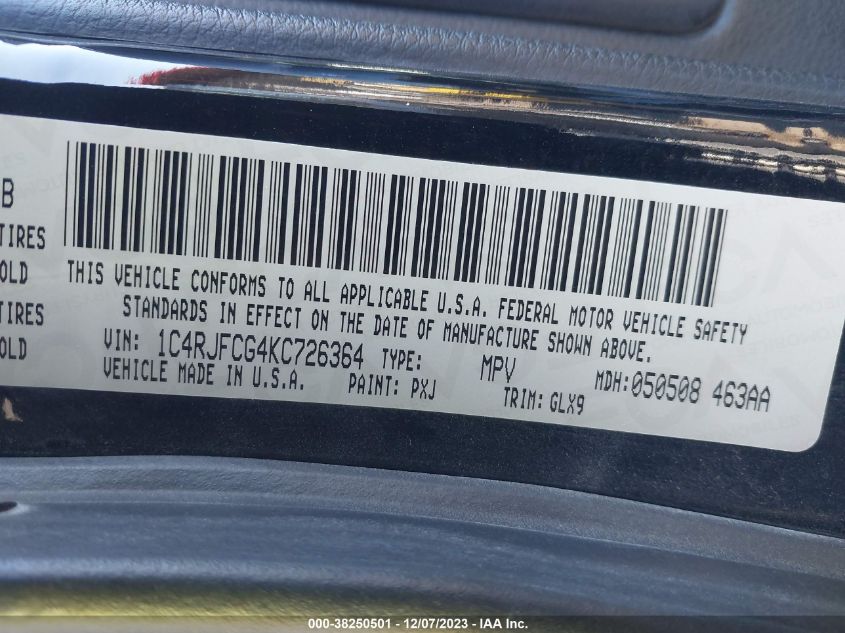 B
TIRES
OLD
TIRES
OLD
THIS VEHICLE CONFORMS TO ALL APPLICABLE U.S.A. FEDERAL MOTOR VEHICLE SAFETY
STANDARDS IN EFFECT ON THE DATE OF MANUFACTURE SHOWN ABOVE.
VIN: 1C4RJFCG4KC726364 TYPE: MPV MDH: 050508 463AA
VEHICLE MADE IN U.S.A. PAINT: PXJ TRIM: GLX9
000-38250501 - 12/07/2023 - IAA Inc.